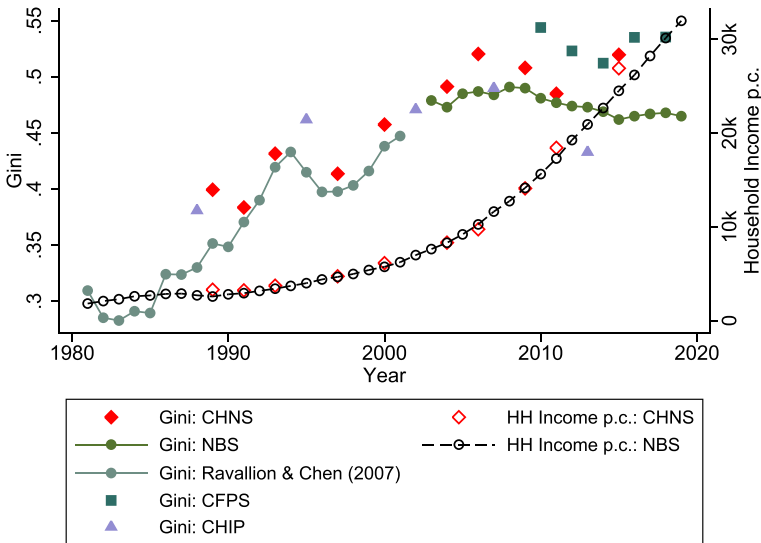 .55
.5
.45
.4
.35
.3
Gini
30k
20k
10k
0
Household Income p.c.
1980
1990
2000
2010
2020
Year
Gini: CHNS
HH Income p.c.: CHNS
Gini: NBS
HH Income p.c.: NBS
Gini: Ravallion & Chen (2007)
Gini: CFPS
Gini: CHIP